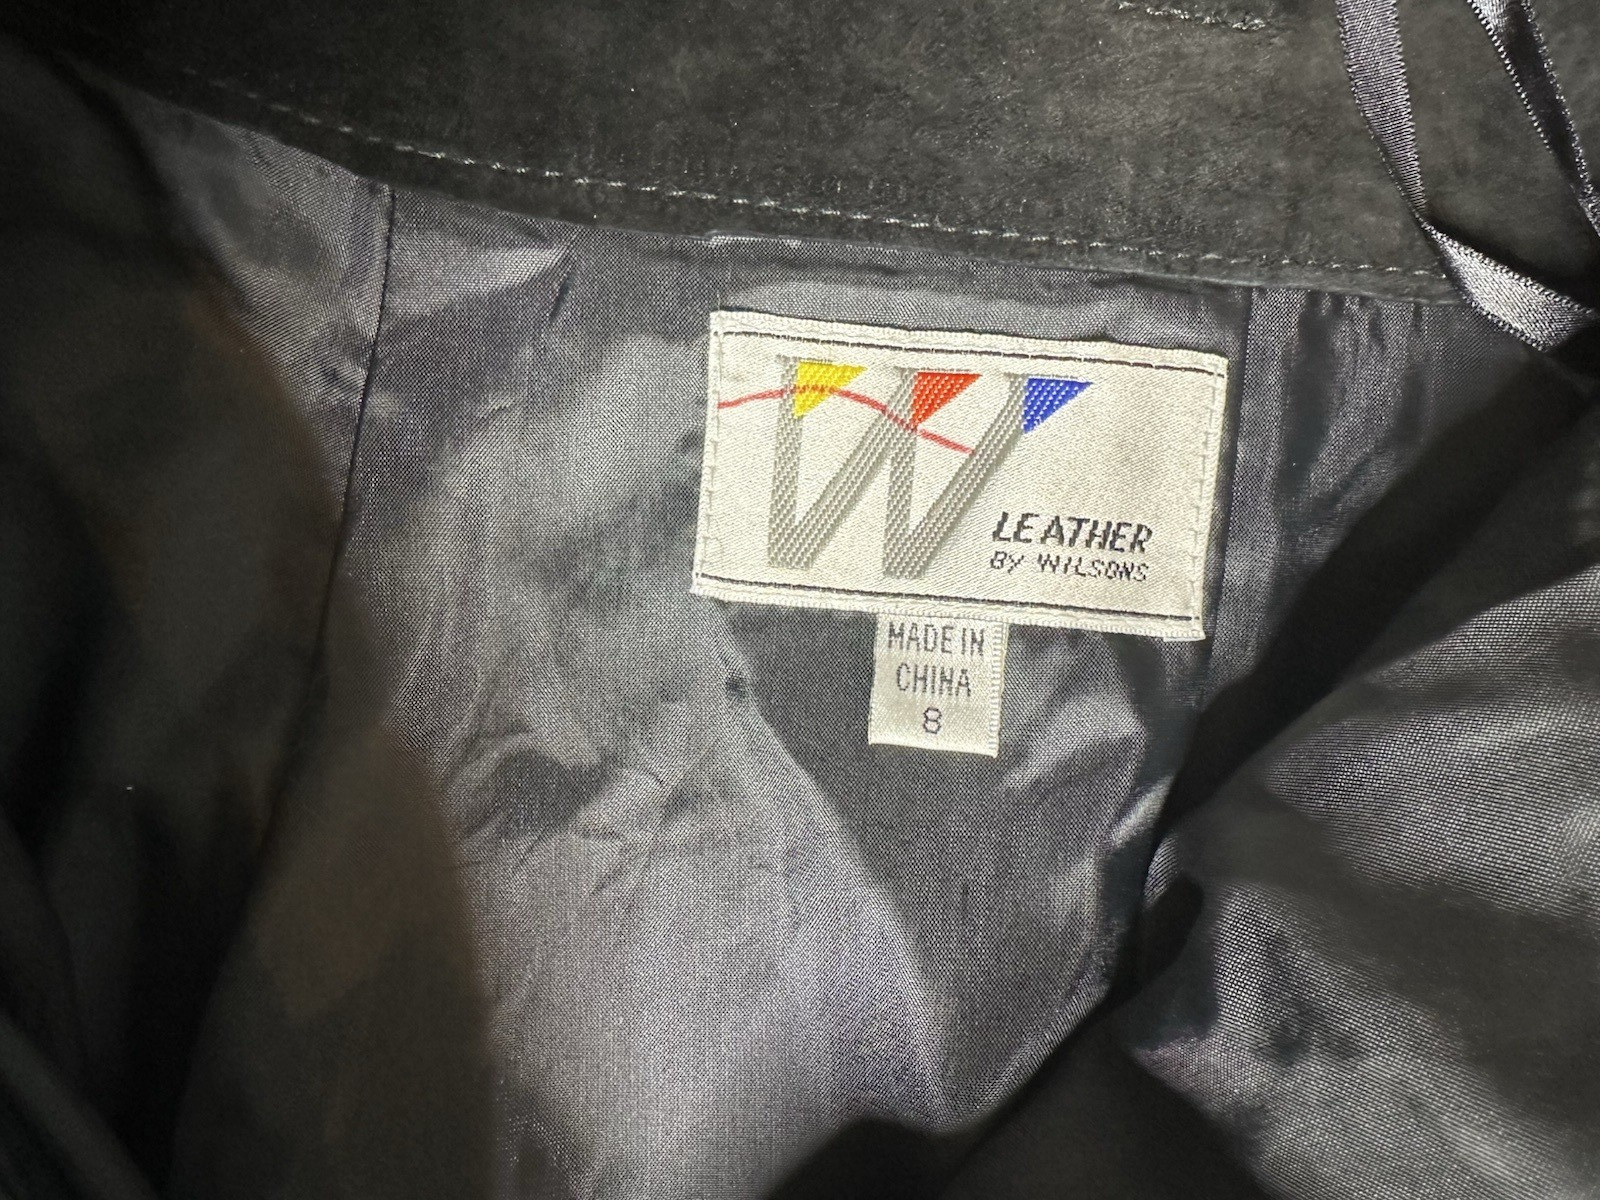 W
LEATHER
BY WILSONS
MADE IN
CHINA
8